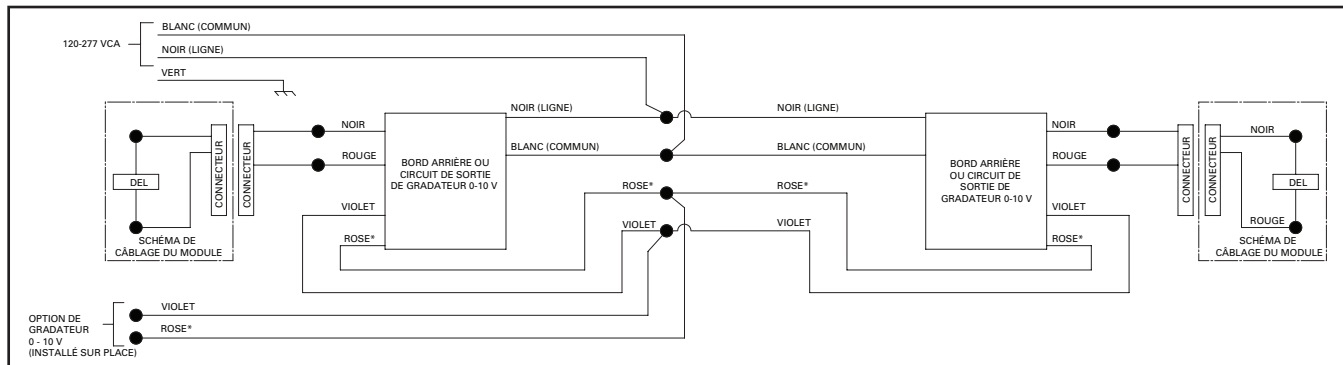 BLANC (COMMUN)
120-277 VCA
NOIR (LIGNE)
VERT
NOIR (LIGNE)
NOIR (LIGNE)
NOIR
NOIR
NOIR
CONNECTEUR
CONNECTEUR
ROUGE
BLANC (COMMUN)
BLANC (COMMUN)
ROUGE
CONNECTEUR
CONNECTEUR
DEL
BORD ARRIÈRE OU
CIRCUIT DE SORTIE
DE GRADATEUR 0-10 V
BORD ARRIÈRE
OU CIRCUIT DE
SORTIE DE
GRADATEUR 0-10 V
DEL
ROSE*
ROSE*
VIOLET
VIOLET
ROUGE
VIOLET
VIOLET
ROSE*
ROSE*
SCHÉMA DE
CÂBLAGE DU MODULE
SCHÉMA DE
CÂBLAGE DU MODULE
VIOLET
OPTION DE
GRADATEUR
0 - 10 V
(INSTALLÉ SUR PLACE)
ROSE*